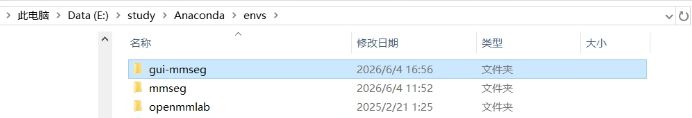 此电脑 > Data (E:) > study > Anaconda > envs >
名称 修改日期 类型 大小
gui-mmseg 2026/6/4 16:56 文件夹
mmseg 2026/6/4 11:52 文件夹
openmmlab 2025/2/21 1:25 文件夹